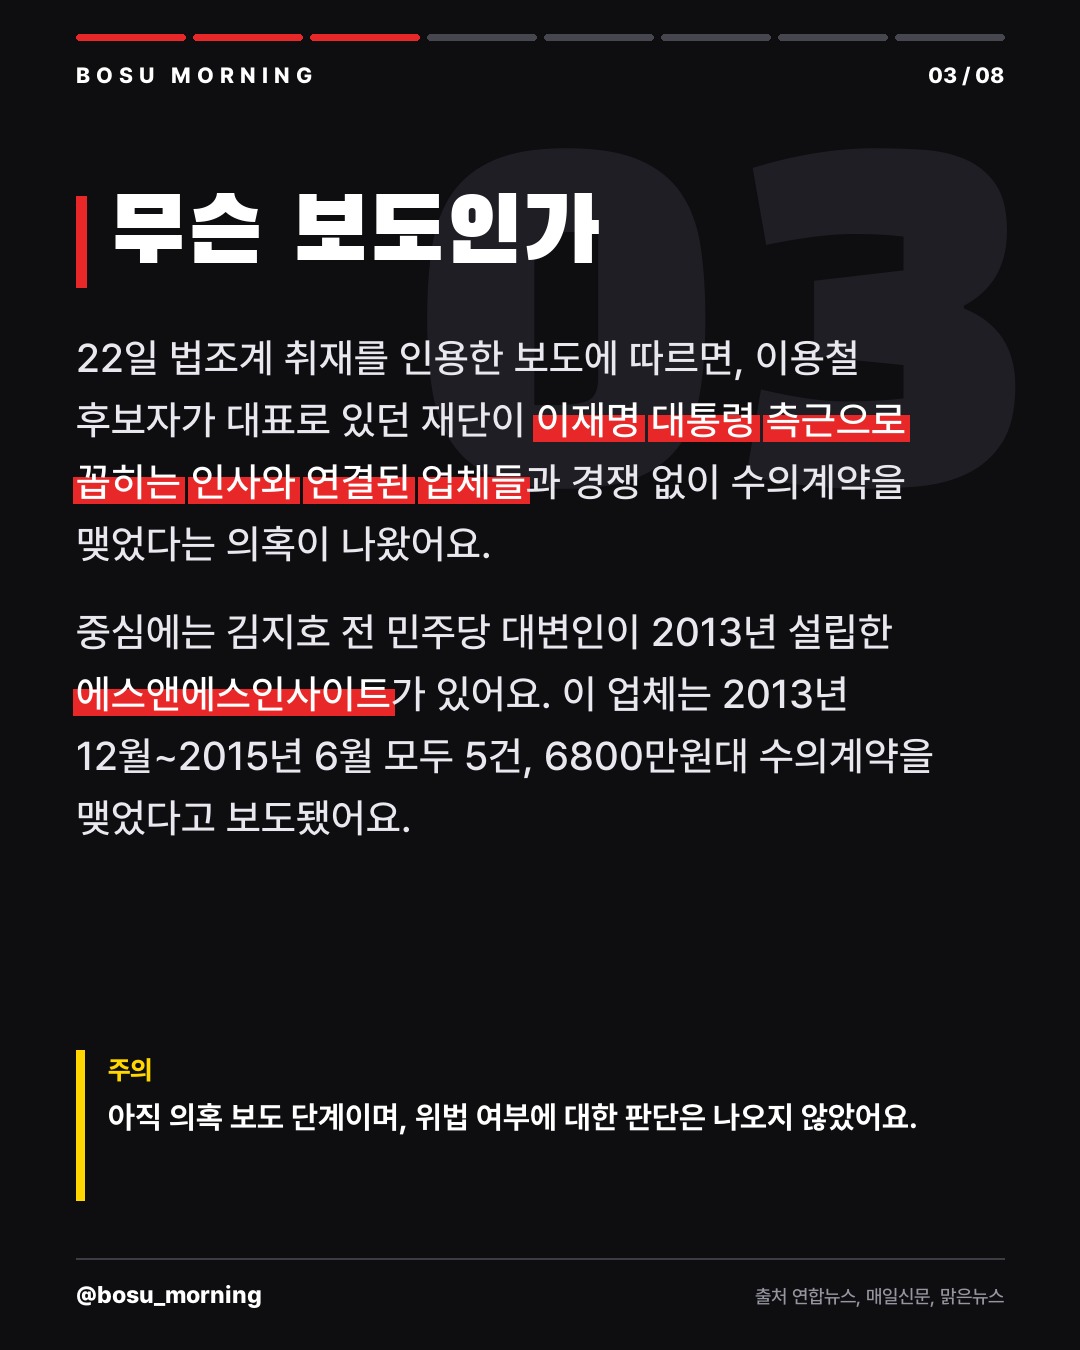 BOSU MORNING
03 / 08
03
무슨 보도인가
22일 법조계 취재를 인용한 보도에 따르면, 이용철
후보자가 대표로 있던 재단이 이재명 대통령 측근으로
꼽히는 인사와 연결된 업체들과 경쟁 없이 수의계약을
맺었다는 의혹이 나왔어요.
중심에는 김지호 전 민주당 대변인이 2013년 설립한
에스앤에스인사이트가 있어요. 이 업체는 2013년
12월~2015년 6월 모두 5건, 6800만원대 수의계약을
맺었다고 보도됐어요.
주의
아직 의혹 보도 단계이며, 위법 여부에 대한 판단은 나오지 않았어요.
@bosu_morning
출처 연합뉴스, 매일신문, 맑은뉴스